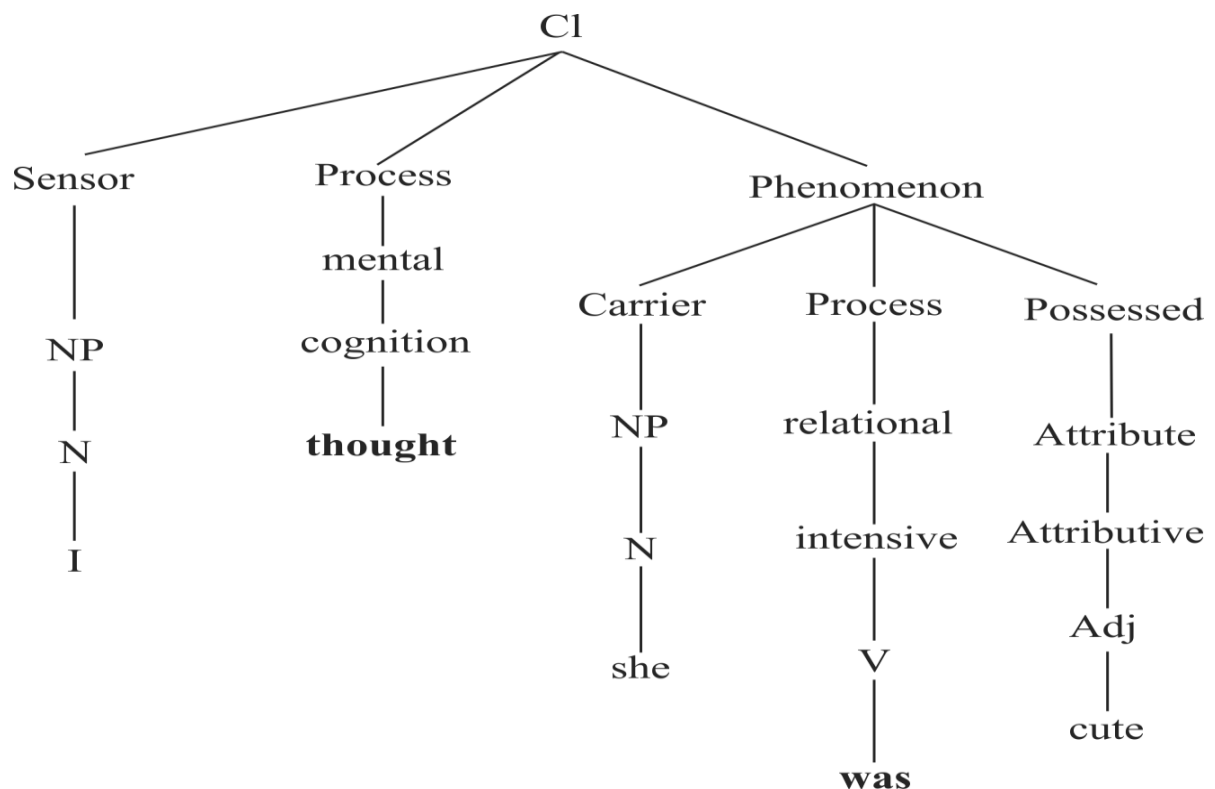 Cl
Sensor Process Phenomenon
mental
Carrier Process Possessed
NP cognition
NP relational Attribute
N thought
Attributive
N intensive
I
Adj
she V
cute
was